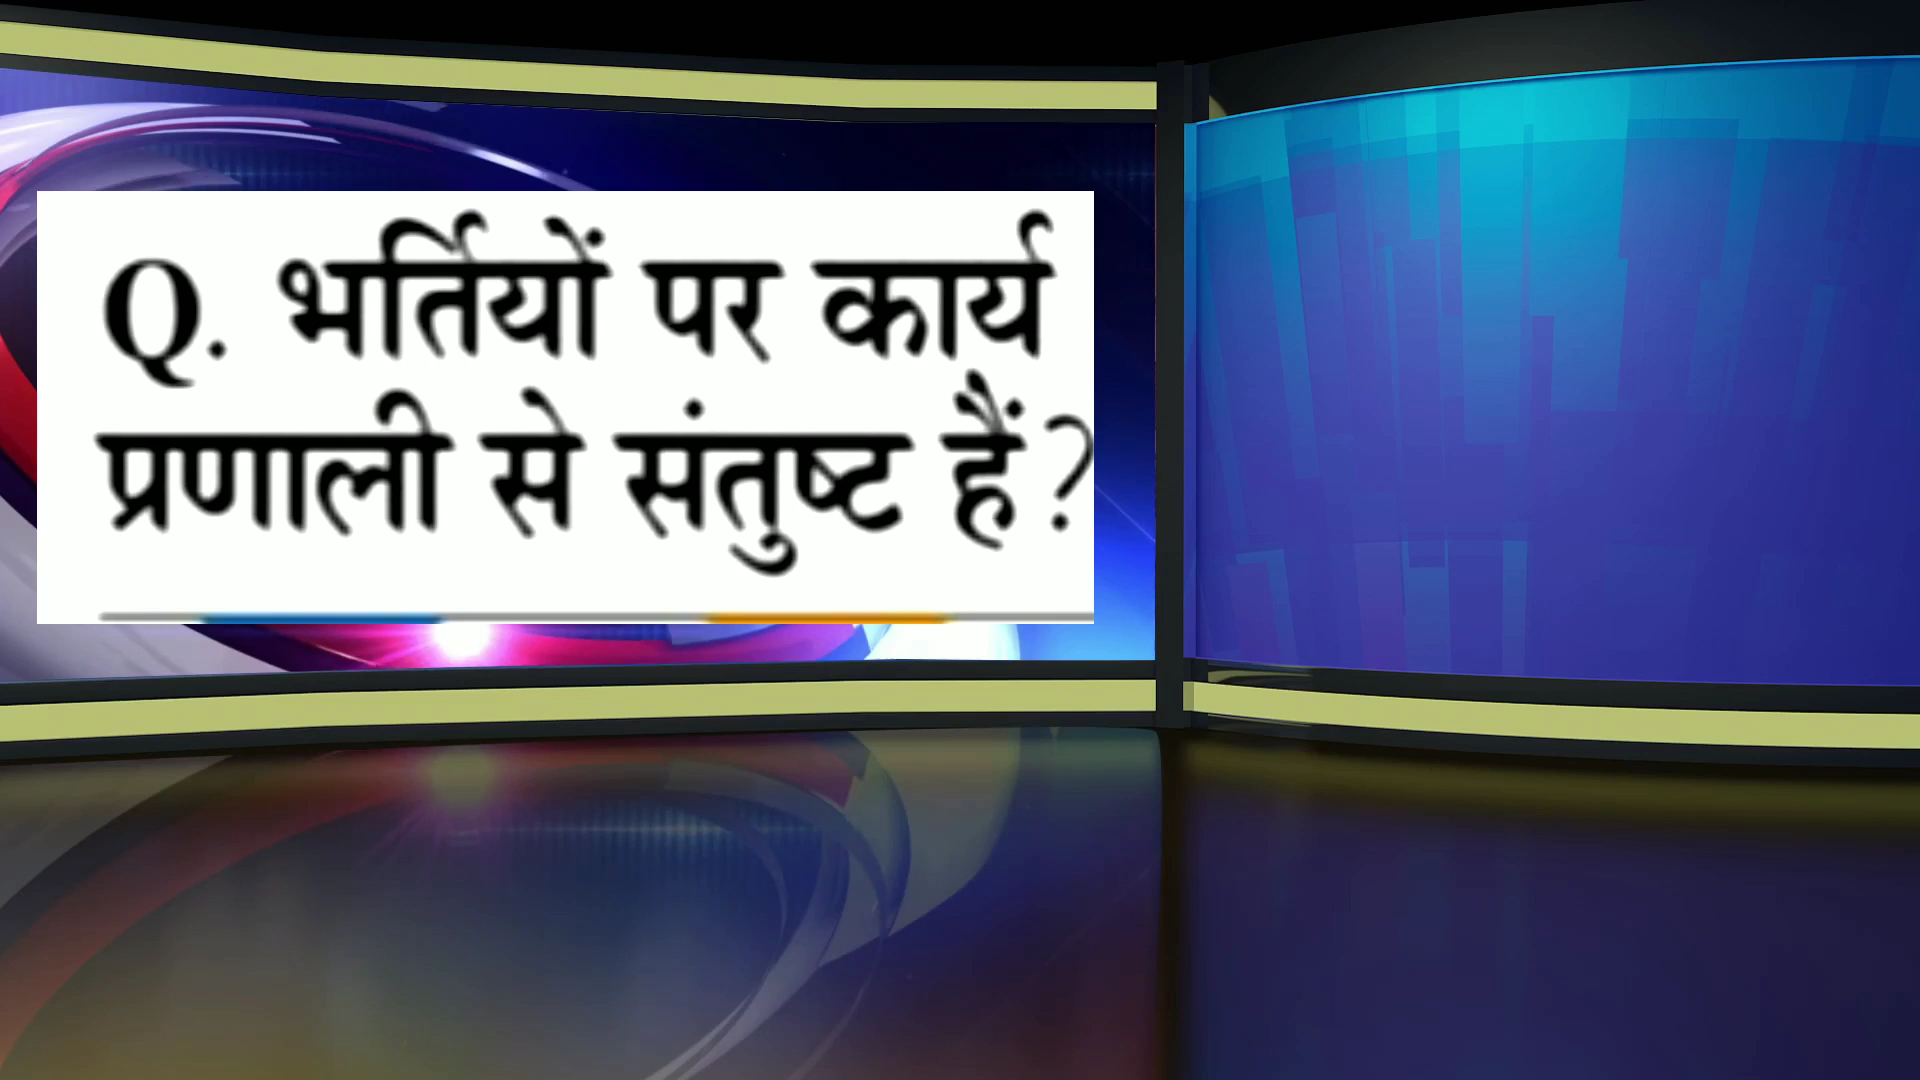 Q. भर्तियों पर कार्य
प्रणाली से संतुष्ट हैं?